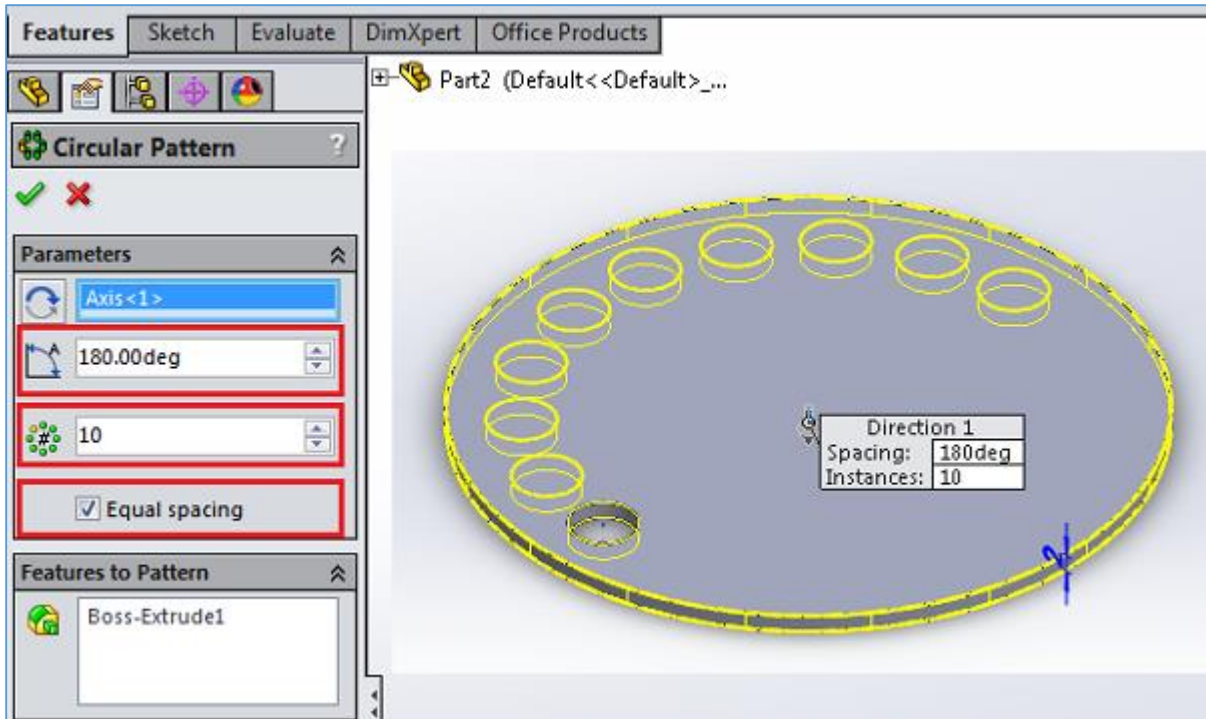 Features Sketch Evaluate DimXpert Office Products
Part2 (Default<<Default>_...
Circular Pattern ?
Parameters
Axis<1>
180.00deg
10
Equal spacing
Features to Pattern
Boss-Extrude1
Direction 1
Spacing: 180deg
Instances: 10
2